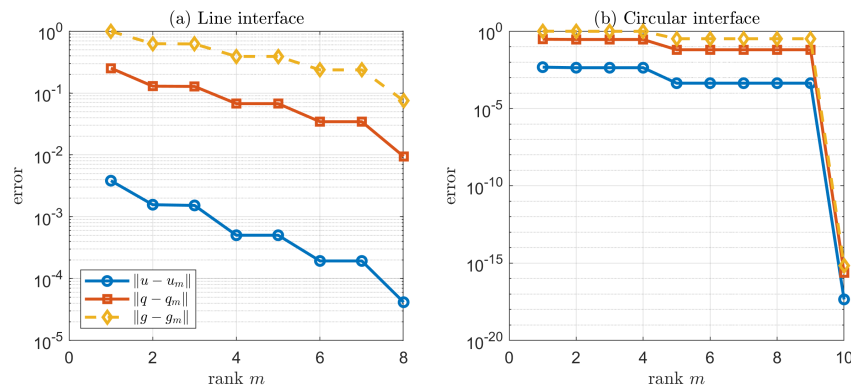 (a) Line interface
10^0
10^-1
10^-2
10^-3
10^-4
10^-5
error
0 2 4 6 8
rank m
‖u − u_m‖
‖q − q_m‖
‖g − g_m‖
(b) Circular interface
10^0
10^-5
10^-10
10^-15
10^-20
error
0 2 4 6 8 10
rank m